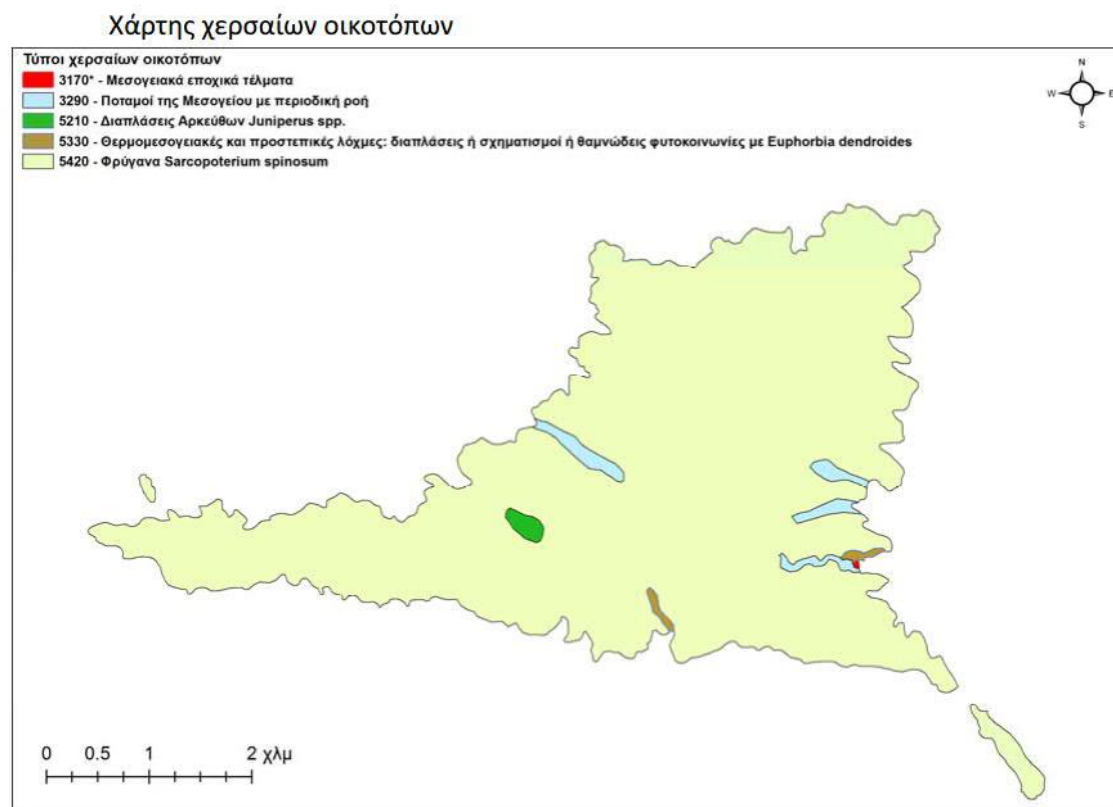 Χάρτης χερσαίων οικοτόπων
Τύποι χερσαίων οικοτόπων
3170* - Μεσογειακά εποχικά τέλματα
3290 - Ποταμοί της Μεσογείου με περιοδική ροή
5210 - Διαπλάσεις Αρκεύθων Juniperus spp.
5330 - Θερμομεσογειακές και προστεπικές λόχμες: διαπλάσεις ή σχηματισμοί ή θαμνώδεις φυτοκοινωνίες με Euphorbia dendroides
5420 - Φρύγανα Sarcopoterium spinosum
N
W E
S
0 0.5 1 2 χλμ